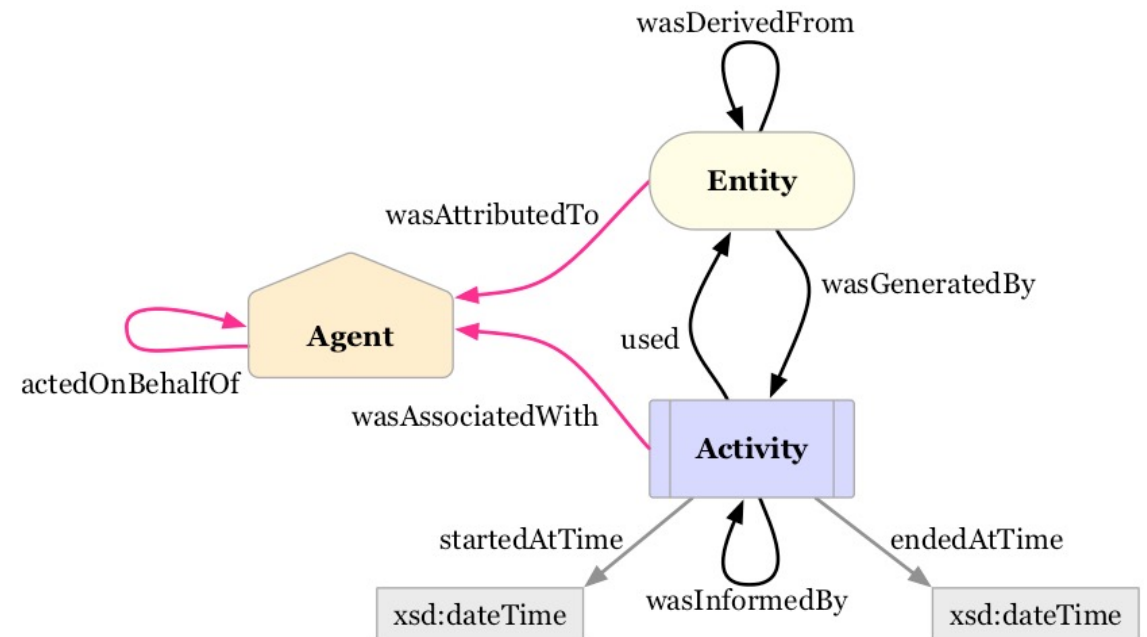 wasDerivedFrom
Entity
wasAttributedTo
wasGeneratedBy
used
Agent
actedOnBehalfOf
wasAssociatedWith
Activity
startedAtTime
endedAtTime
wasInformedBy
xsd:dateTime
xsd:dateTime